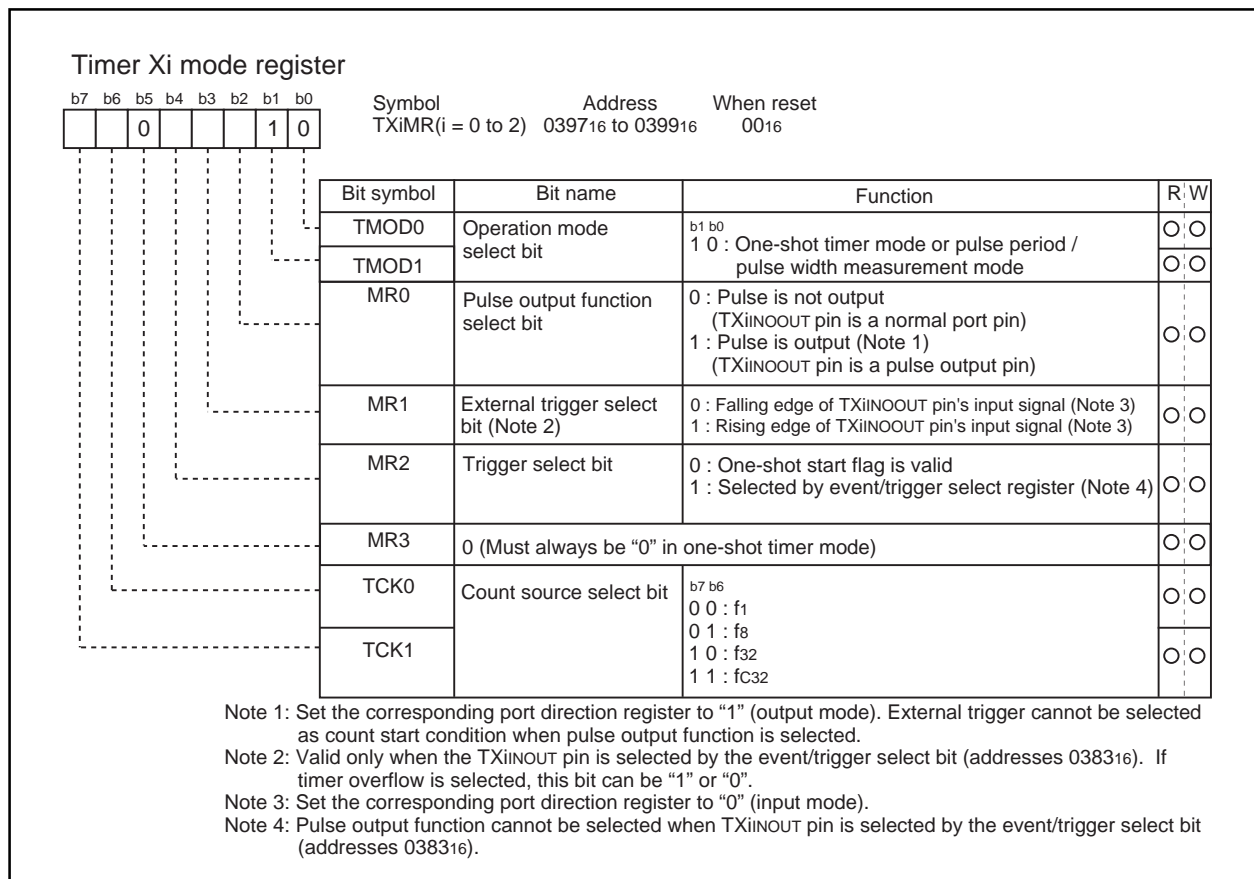 Timer Xi mode register
b7 b6 b5 b4 b3 b2 b1 b0
0 1 0
Symbol Address When reset
TXiMR(i = 0 to 2) 039716 to 039916 0016
Bit symbol Bit name Function R W
TMOD0 Operation mode select bit b1 b0
1 0 : One-shot timer mode or pulse period /
TMOD1 pulse width measurement mode
MR0 Pulse output function select bit 0 : Pulse is not output
(TXiINOOUT pin is a normal port pin)
1 : Pulse is output (Note 1)
(TXiINOOUT pin is a pulse output pin)
MR1 External trigger select bit (Note 2) 0 : Falling edge of TXiINOOUT pin's input signal (Note 3)
1 : Rising edge of TXiINOOUT pin's input signal (Note 3)
MR2 Trigger select bit 0 : One-shot start flag is valid
1 : Selected by event/trigger select register (Note 4)
MR3 0 (Must always be “0” in one-shot timer mode)
TCK0 Count source select bit b7 b6
0 0 : f1
0 1 : f8
TCK1 1 0 : f32
1 1 : fC32
Note 1: Set the corresponding port direction register to “1” (output mode). External trigger cannot be selected
as count start condition when pulse output function is selected.
Note 2: Valid only when the TXiINOUT pin is selected by the event/trigger select bit (addresses 038316). If
timer overflow is selected, this bit can be “1” or “0”.
Note 3: Set the corresponding port direction register to “0” (input mode).
Note 4: Pulse output function cannot be selected when TXiINOUT pin is selected by the event/trigger select bit
(addresses 038316).